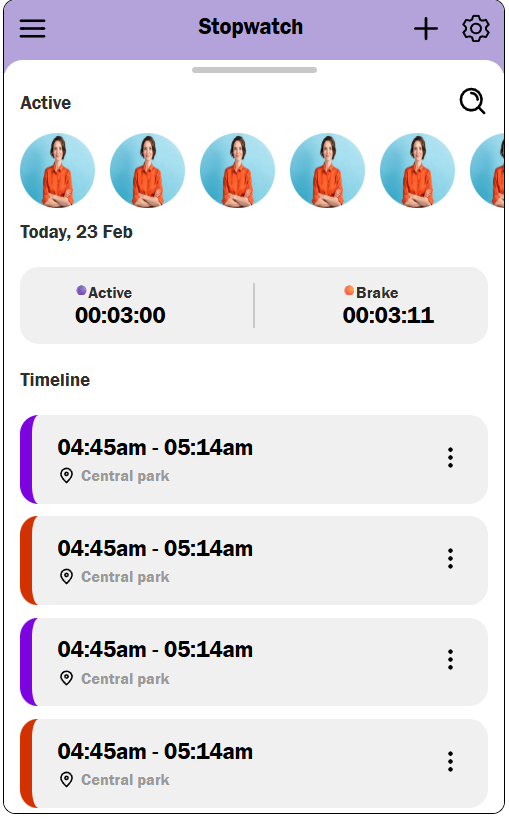 Stopwatch
Active
Today, 23 Feb
Active
00:03:00
Brake
00:03:11
Timeline
04:45am - 05:14am
Central park
04:45am - 05:14am
Central park
04:45am - 05:14am
Central park
04:45am - 05:14am
Central park